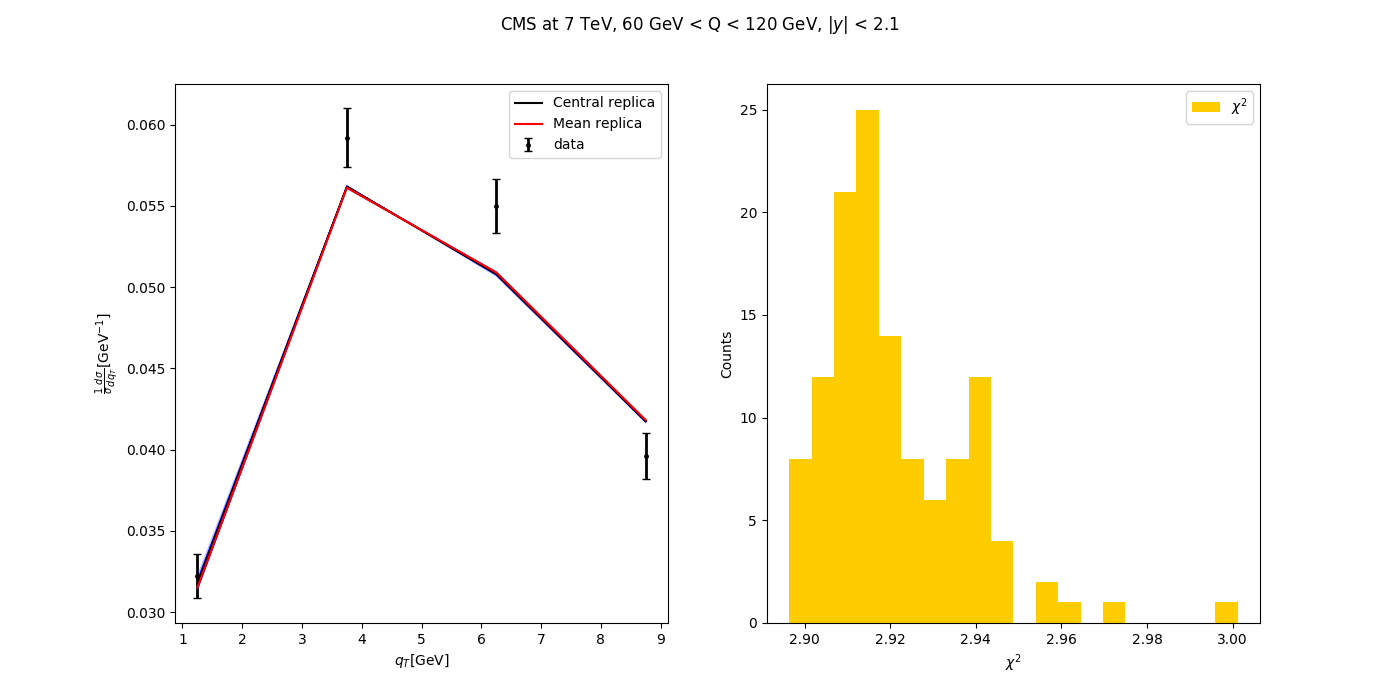 CMS at 7 TeV, 60 GeV < Q < 120 GeV, |y| < 2.1
0.060
0.055
0.050
0.045
0.040
0.035
0.030
1/σ dσ/dq_T [GeV⁻¹]
1 2 3 4 5 6 7 8 9
q_T[GeV]
Central replica
Mean replica
data
25
20
15
10
5
0
Counts
2.90 2.92 2.94 2.96 2.98 3.00
χ²
χ²